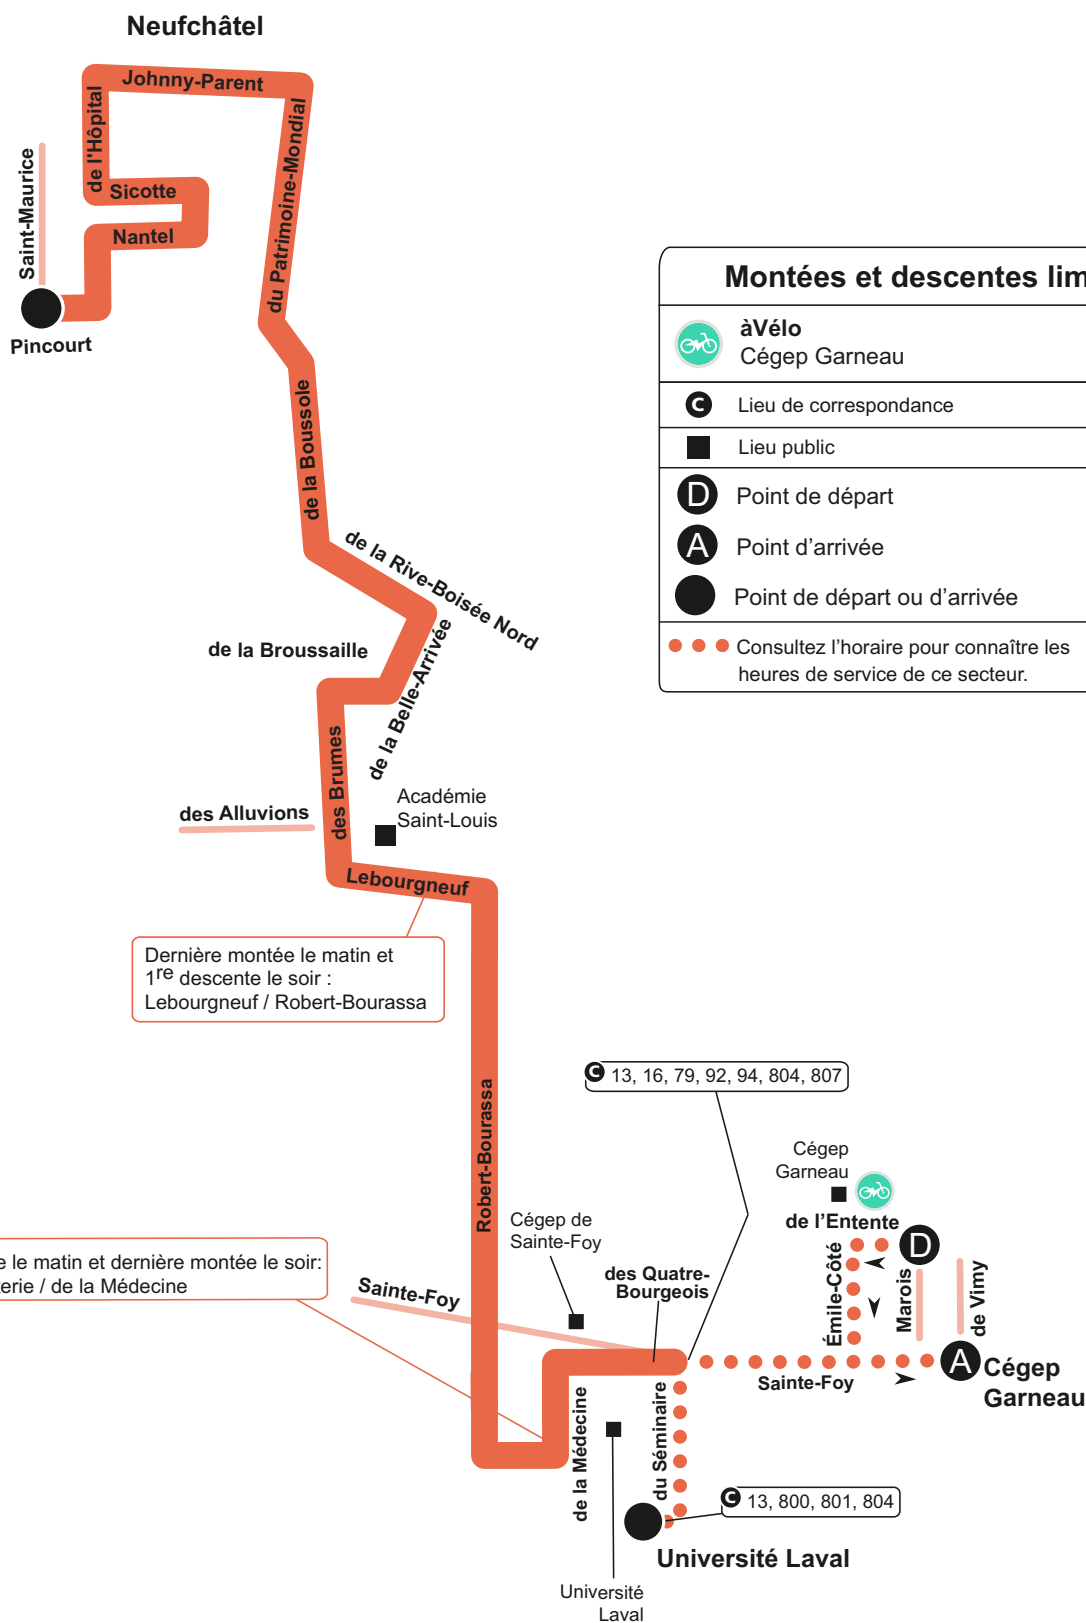 Neufchâtel
Johnny-Parent
de l'Hôpital
Saint-Maurice
Sicotte
Nantel
du Patrimoine-Mondial
Pincourt
Montées et descentes lim
àVélo
Cégep Garneau
C Lieu de correspondance
Lieu public
D Point de départ
A Point d’arrivée
Point de départ ou d’arrivée
Consultez l’horaire pour connaître les
heures de service de ce secteur.
de la Boussole
de la Rive-Boisée Nord
de la Broussaille
de la Belle-Arrivée
des Brumes
des Alluvions
Académie
Saint-Louis
Lebourgneuf
Dernière montée le matin et
1re descente le soir :
Lebourgneuf / Robert-Bourassa
Robert-Bourassa
C 13, 16, 79, 92, 94, 804, 807
Cégep
Garneau
de l’Entente
D
Émile-Côté
Marois
de Vimy
Cégep de
Sainte-Foy
des Quatre-
Bourgeois
e le matin et dernière montée le soir:
terie / de la Médecine
Sainte-Foy
Sainte-Foy
A Cégep
Garneau
de la Médecine
du Séminaire
C 13, 800, 801, 804
Université Laval
Université
Laval